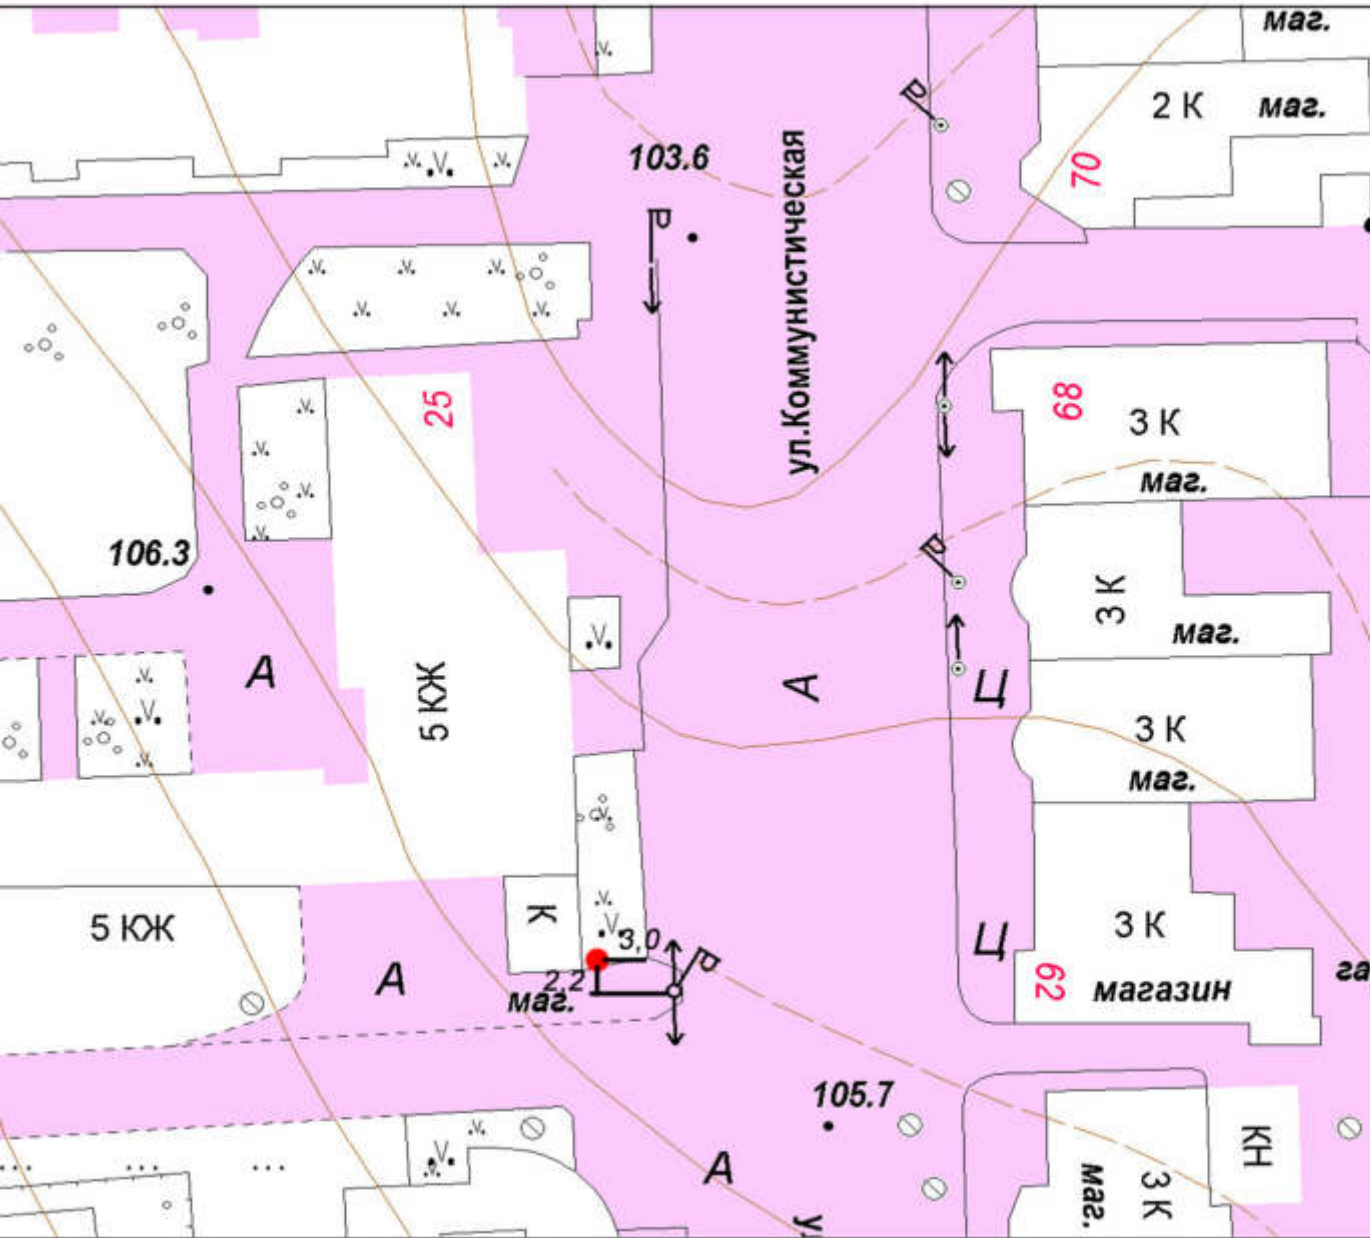 маг.
2 К маг.
70
103.6
ул.Коммунистическая
25
68
3 К
маг.
106.3
3 К
маг.
А
5 КЖ
А
Ц
3 К
маг.
5 КЖ
К
А
3,0
2,2
маг.
Ц
3 К
62
магазин
105.7
А
КН
маг.
3 К